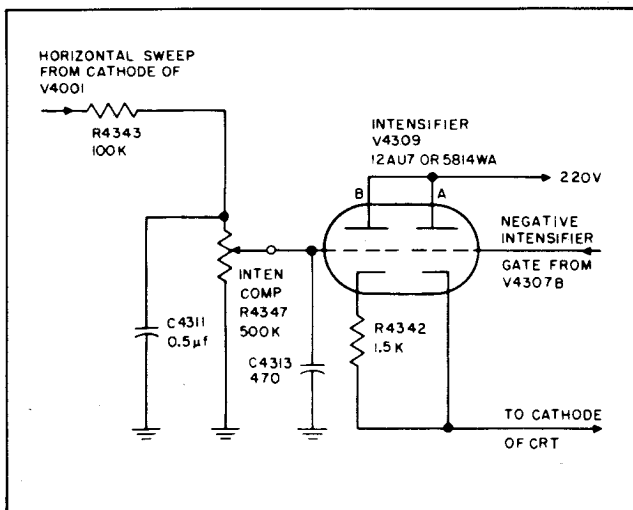 HORIZONTAL SWEEP
FROM CATHODE OF
V4001
R4343
100K
INTENSIFIER
V4309
12AU7 OR 5814WA
B
A
220V
NEGATIVE
INTENSIFIER
GATE FROM
V4307B
INTEN
COMP
R4347
500K
C4311
0.5μf
C4313
470
R4342
1.5K
TO CATHODE
OF CRT